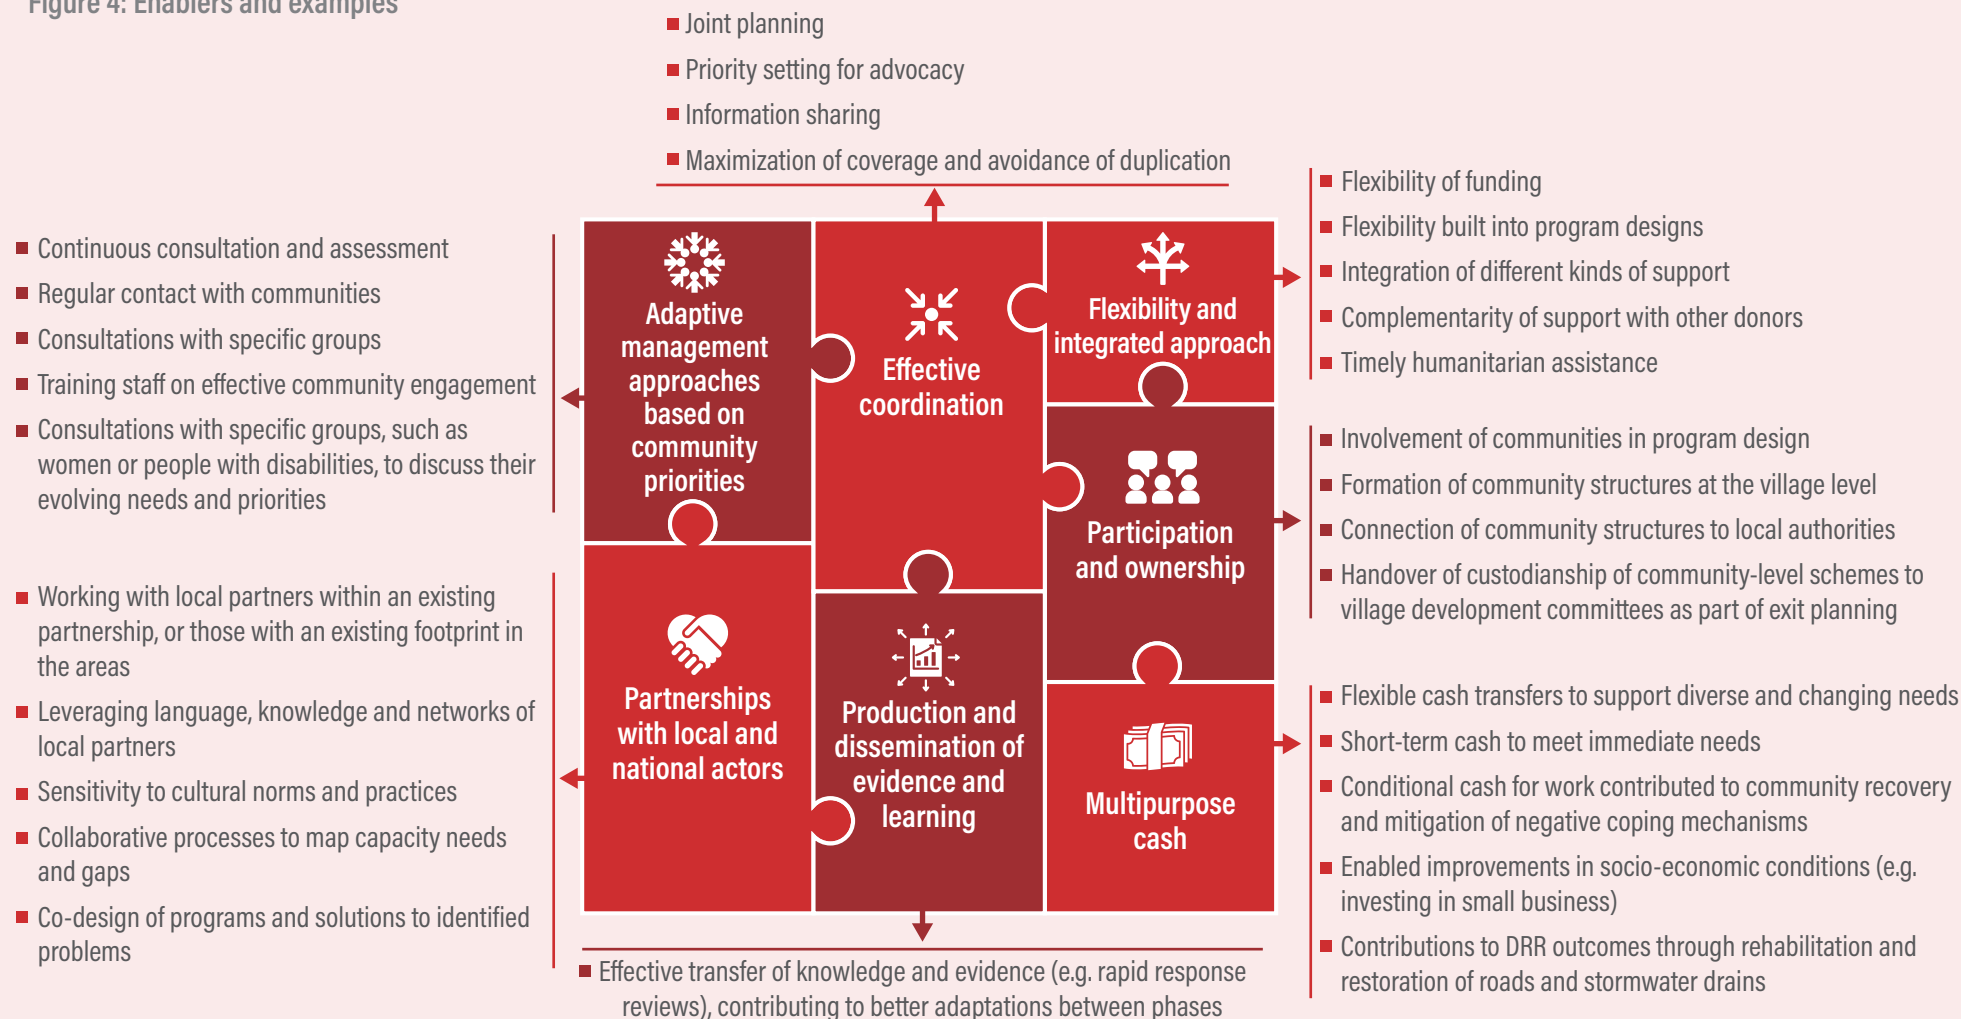 Figure 4: Enablers and examples
Joint planning
Priority setting for advocacy
Information sharing
Maximization of coverage and avoidance of duplication
Continuous consultation and assessment
Regular contact with communities
Consultations with specific groups
Training staff on effective community engagement
Consultations with specific groups, such as
women or people with disabilities, to discuss their
evolving needs and priorities
Working with local partners within an existing
partnership, or those with an existing footprint in
the areas
Leveraging language, knowledge and networks of
local partners
Sensitivity to cultural norms and practices
Collaborative processes to map capacity needs
and gaps
Co-design of programs and solutions to identified
problems
Adaptive
management
approaches
based on
community
priorities
Effective
coordination
Flexibility and
integrated approach
Participation
and ownership
Partnerships
with local and
national actors
Production and
dissemination of
evidence and
learning
Multipurpose
cash
Flexibility of funding
Flexibility built into program designs
Integration of different kinds of support
Complementarity of support with other donors
Timely humanitarian assistance
Involvement of communities in program design
Formation of community structures at the village level
Connection of community structures to local authorities
Handover of custodianship of community-level schemes to
village development committees as part of exit planning
Flexible cash transfers to support diverse and changing needs
Short-term cash to meet immediate needs
Conditional cash for work contributed to community recovery
and mitigation of negative coping mechanisms
Enabled improvements in socio-economic conditions (e.g.
investing in small business)
Contributions to DRR outcomes through rehabilitation and
restoration of roads and stormwater drains
Effective transfer of knowledge and evidence (e.g. rapid response
reviews), contributing to better adaptations between phases